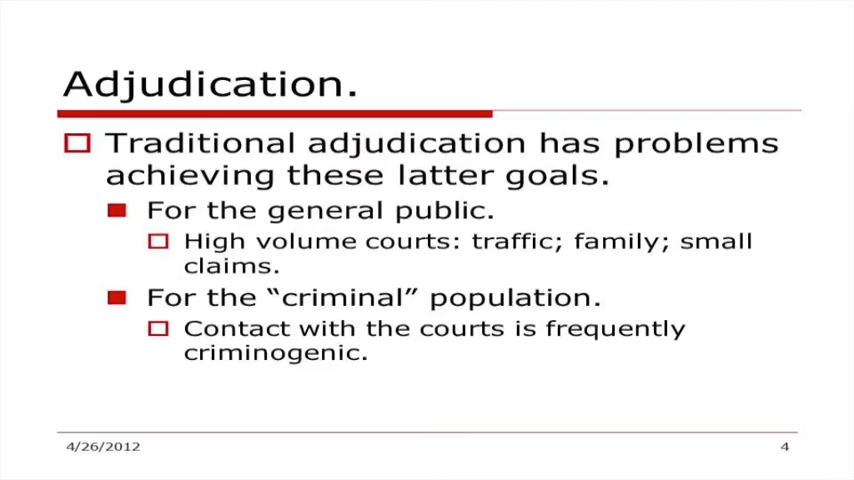 Adjudication.
Traditional adjudication has problems
achieving these latter goals.
For the general public.
High volume courts: traffic; family; small
claims.
For the “criminal” population.
Contact with the courts is frequently
criminogenic.
4/26/2012
4